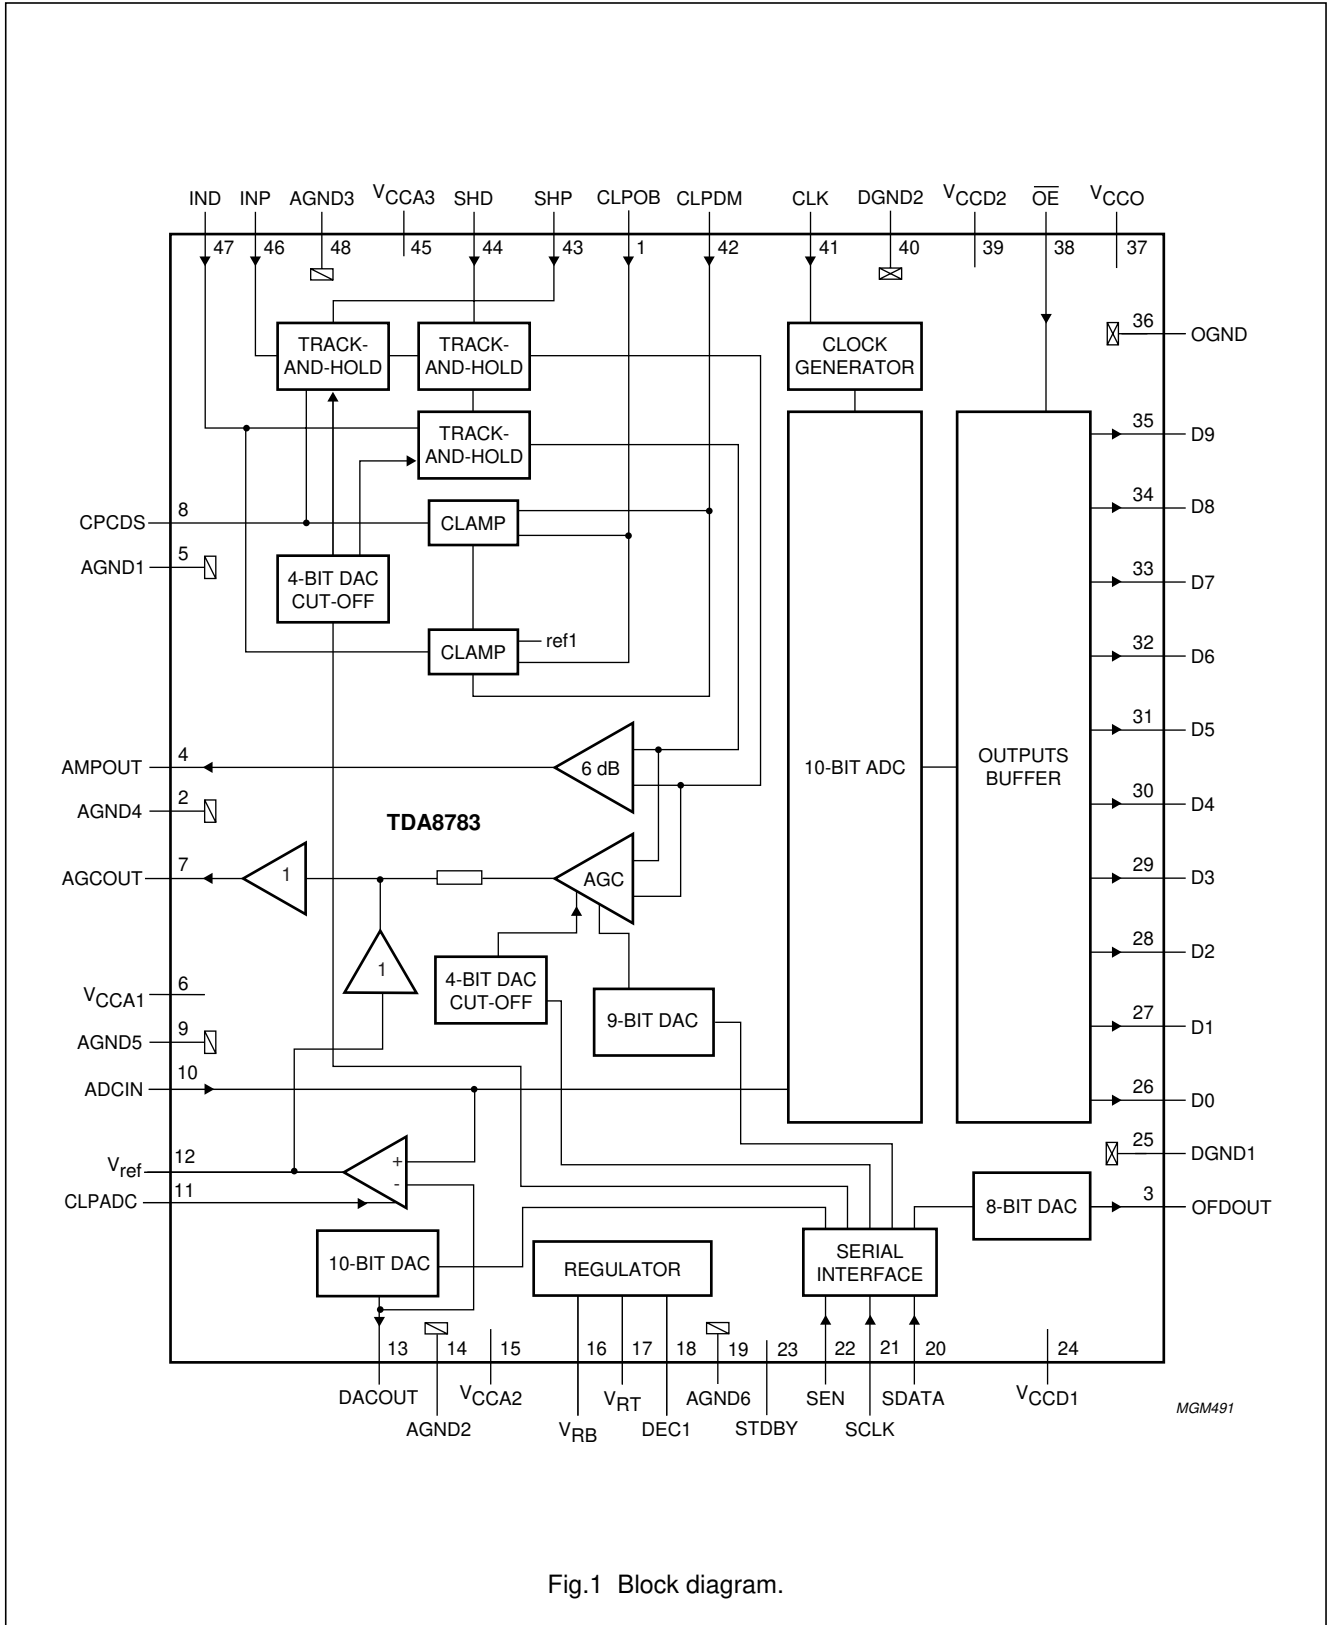 IND INP AGND3 VCCA3 SHD SHP CLPOB CLPDM CLK DGND2 VCCD2 OE VCCO
47 46 48 45 44 43 1 42 41 40 39 38 37
36 OGND
TRACK-
AND-HOLD
TRACK-
AND-HOLD
CLOCK
GENERATOR
TRACK-
AND-HOLD
35 D9
34 D8
CPCDS 8
CLAMP
AGND1 5
4-BIT DAC
CUT-OFF
33 D7
CLAMP
ref1
32 D6
31 D5
AMPOUT 4
6 dB
10-BIT ADC
OUTPUTS
BUFFER
AGND4 2
TDA8783
30 D4
AGCOUT 7
1
AGC
29 D3
28 D2
1
4-BIT DAC
CUT-OFF
VCCA1 6
9-BIT DAC
27 D1
AGND5 9
ADCIN 10
26 D0
25 DGND1
Vref 12
+
-
CLPADC 11
8-BIT DAC
3 OFDOUT
10-BIT DAC
REGULATOR
SERIAL
INTERFACE
13 14 15 16 17 18 19 23 22 21 20 24
DACOUT AGND2 VCCA2 VRB VRT DEC1 AGND6 STDBY SEN SCLK SDATA VCCD1
MGM491
Fig.1 Block diagram.